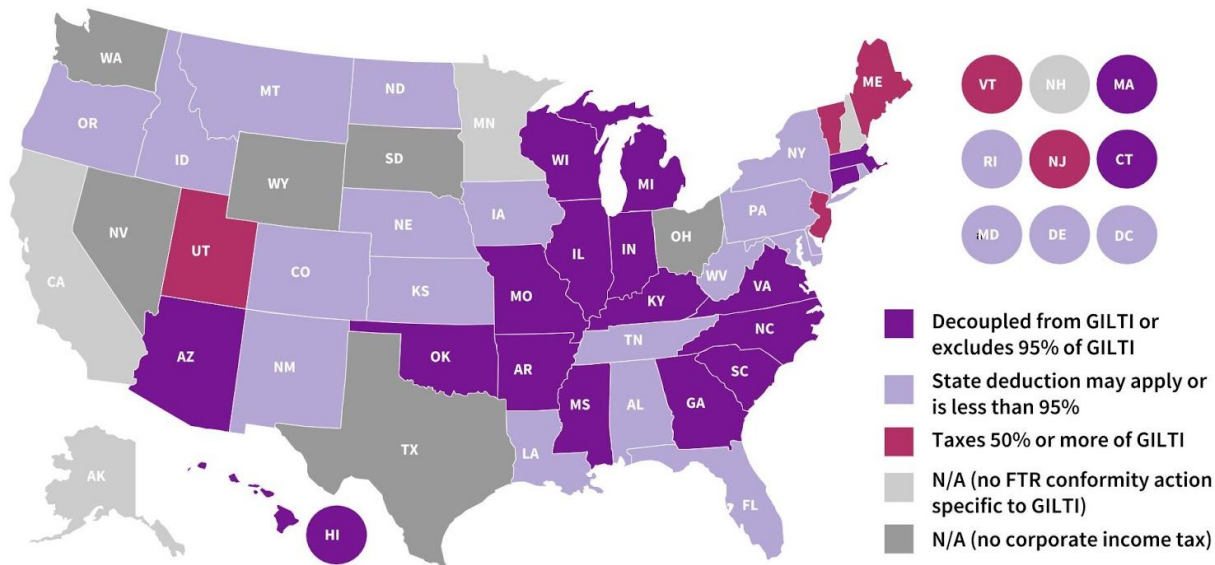 WA
MT
ND
MN
ME
VT
NH
MA
OR
ID
SD
WI
MI
NY
RI
NJ
CT
WY
NE
IA
PA
MD
DE
DC
NV
UT
CO
IL
IN
OH
WV
CA
KS
MO
KY
VA
AZ
NM
OK
AR
TN
NC
SC
MS
AL
GA
TX
LA
FL
AK
HI
Decoupled from GILTI or
excludes 95% of GILTI
State deduction may apply or
is less than 95%
Taxes 50% or more of GILTI
N/A (no FTR conformity action
specific to GILTI)
N/A (no corporate income tax)